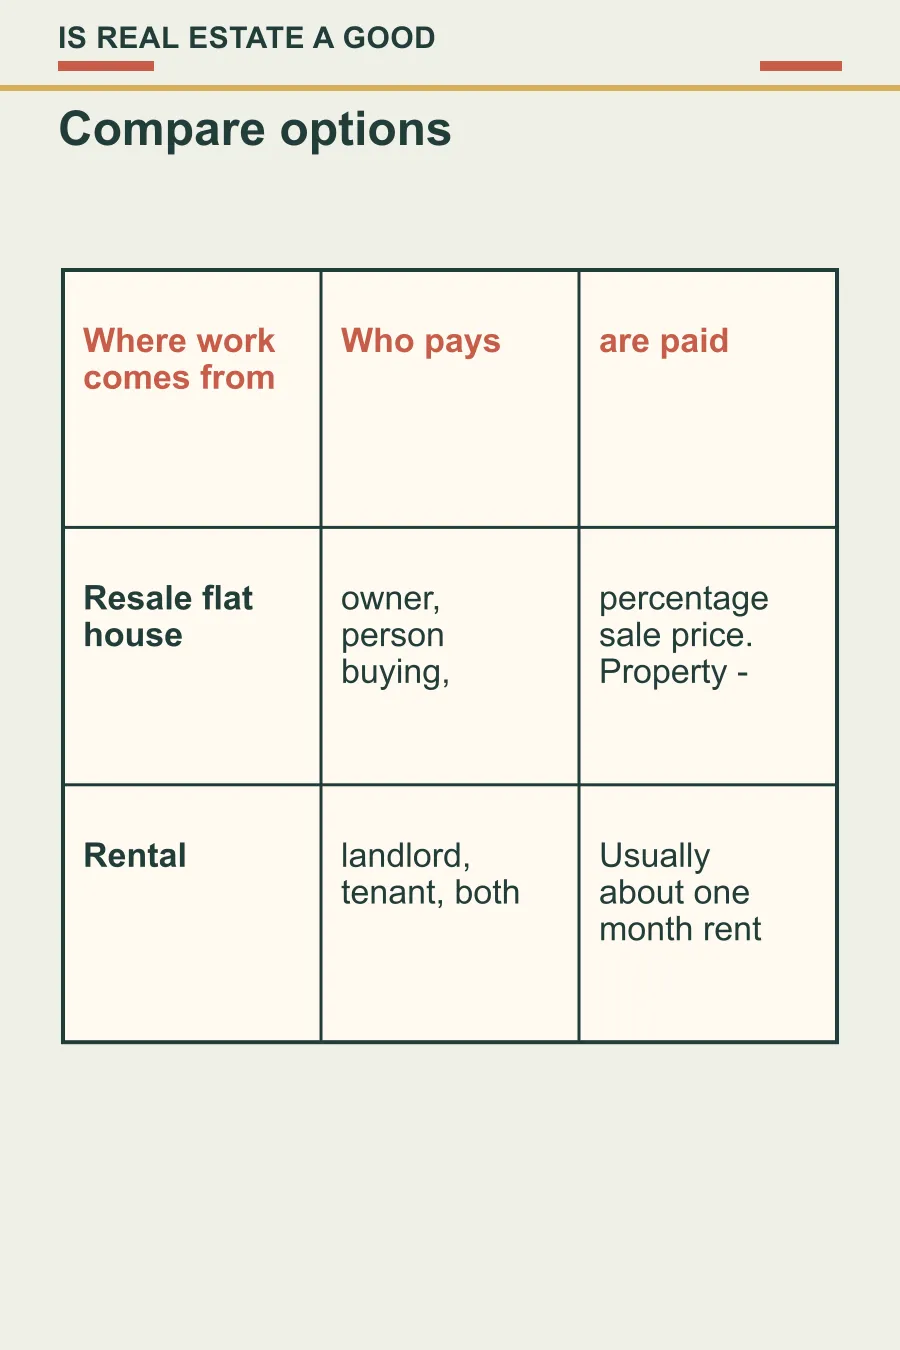 IS REAL ESTATE A GOOD
Compare options
Where work
comes from
Who pays
are paid
Resale flat
house
owner,
person
buying,
percentage
sale price.
Property -
Rental
landlord,
tenant, both
Usually
about one
month rent